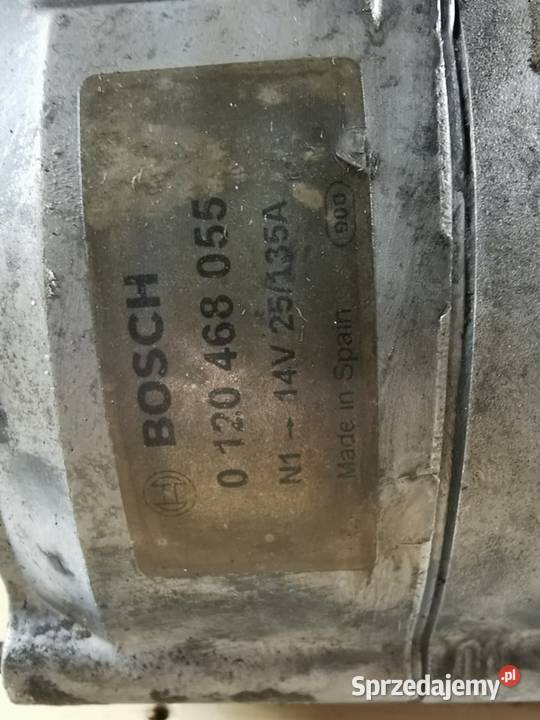 BOSCH
0 120 468 055
N1 → 14V 25/135A
Made in Spain
900
Sprzedajemy.pl